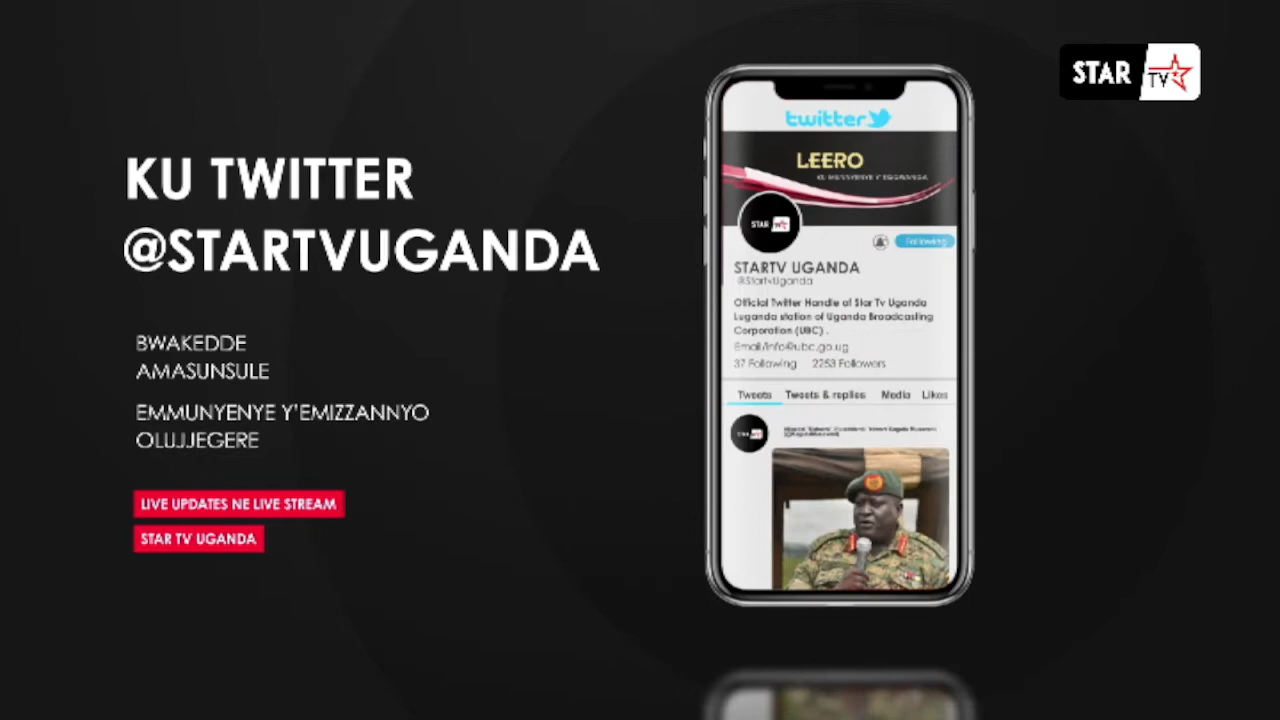 STAR TV
KU TWITTER
@STARTVUGANDA
BWAKEDDE
AMASUNSULE
EMMUNYENYE Y'EMIZZANNYO
OLUJJEGERE
LIVE UPDATES NE LIVE STREAM
STAR TV UGANDA
twitter
LEERO
STAR TV
Following
STARTV UGANDA
@StartvUganda
Official Twitter Handle of Star Tv Uganda
Luganda station of Uganda Broadcasting
Corporation (UBC) .
Email/info@ubc.go.ug
37 Following 2253 Followers
Tweets Tweets & replies Media Likes